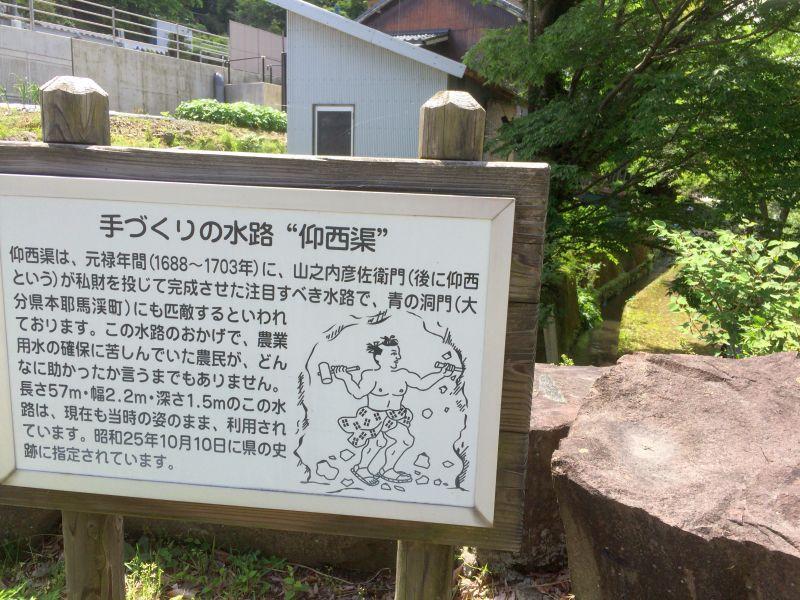 手づくりの水路 “仰西渠”
仰西渠は、元禄年間(1688〜1703年)に、山之内彦佐衛門(後に仰西
という)が私財を投じて完成させた注目すべき水路で、青の洞門(大
分県本耶馬渓町)にも匹敵するといわれ
ております。この水路のおかげで、農業
用水の確保に苦しんでいた農民が、どん
なに助かったか言うまでもありません。
長さ57m・幅2.2m・深さ1.5mのこの水
路は、現在も当時の姿のまま、利用され
ています。昭和25年10月10日に県の史
跡に指定されています。